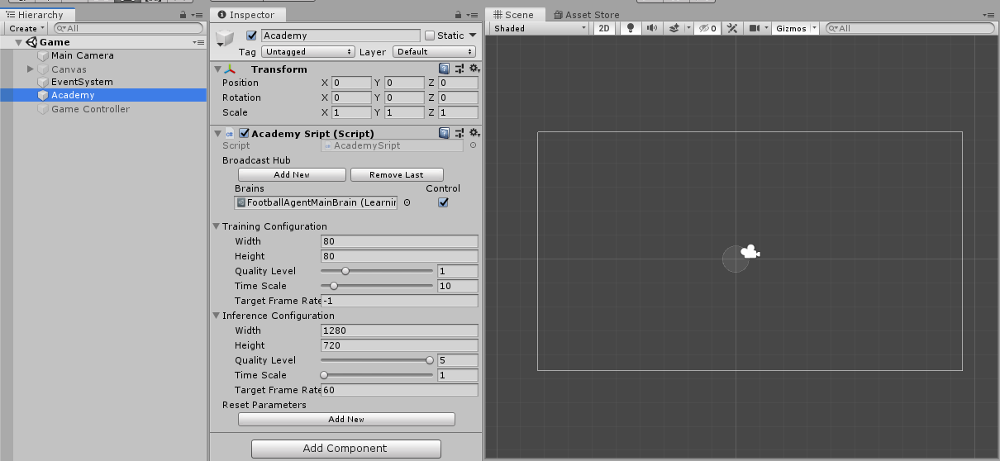 Hierarchy
Create
All
Game
Main Camera
Canvas
EventSystem
Academy
Game Controller
Inspector
Academy
Static
Tag Untagged Layer Default
Transform
Position X 0 Y 0 Z 0
Rotation X 0 Y 0 Z 0
Scale X 1 Y 1 Z 1
Academy Sript (Script)
Script AcademySript
Broadcast Hub
Add New Remove Last
Brains Control
FootballAgentMainBrain (Learnin
Training Configuration
Width 80
Height 80
Quality Level 1
Time Scale 10
Target Frame Rate -1
Inference Configuration
Width 1280
Height 720
Quality Level 5
Time Scale 1
Target Frame Rate 60
Reset Parameters
Add New
Add Component
Scene Asset Store
Shaded 2D 0 Gizmos All